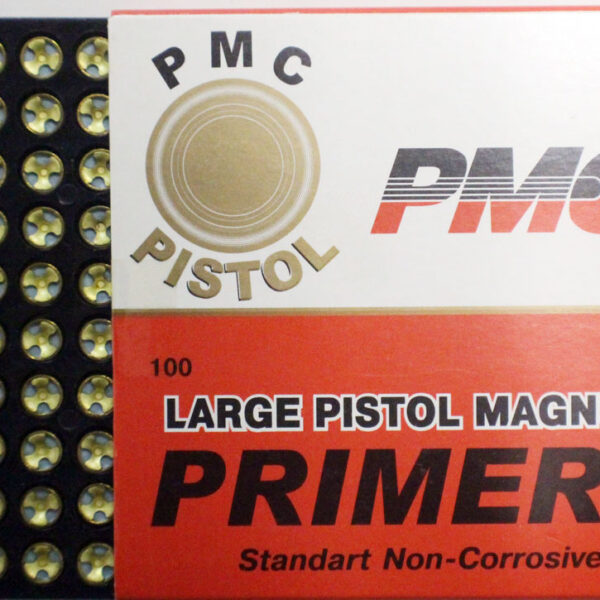 PMC
PISTOL
PMC
100
LARGE PISTOL MAGN
PRIMER
Standart Non-Corrosive